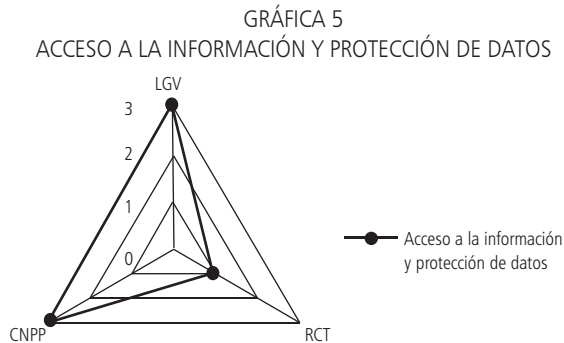 GRÁFICA 5
ACCESO A LA INFORMACIÓN Y PROTECCIÓN DE DATOS
LGV
3
2
1
0
CNPP
RCT
Acceso a la información
y protección de datos